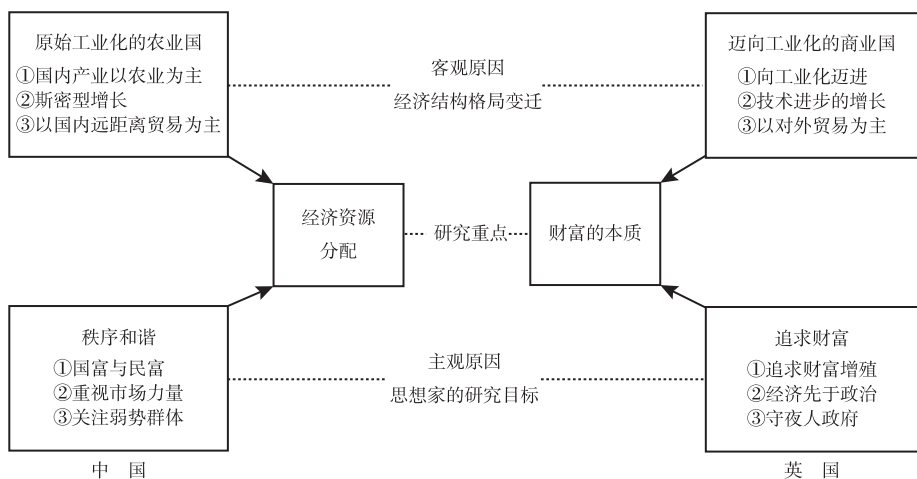 原始工业化的农业国
①国内产业以农业为主
②斯密型增长
③以国内远距离贸易为主
客观原因
经济结构格局变迁
迈向工业化的商业国
①向工业化迈进
②技术进步的增长
③以对外贸易为主
经济资源
分配
研究重点
财富的本质
秩序和谐
①国富与民富
②重视市场力量
③关注弱势群体
主观原因
思想家的研究目标
追求财富
①追求财富增殖
②经济先于政治
③守夜人政府
中 国
英 国